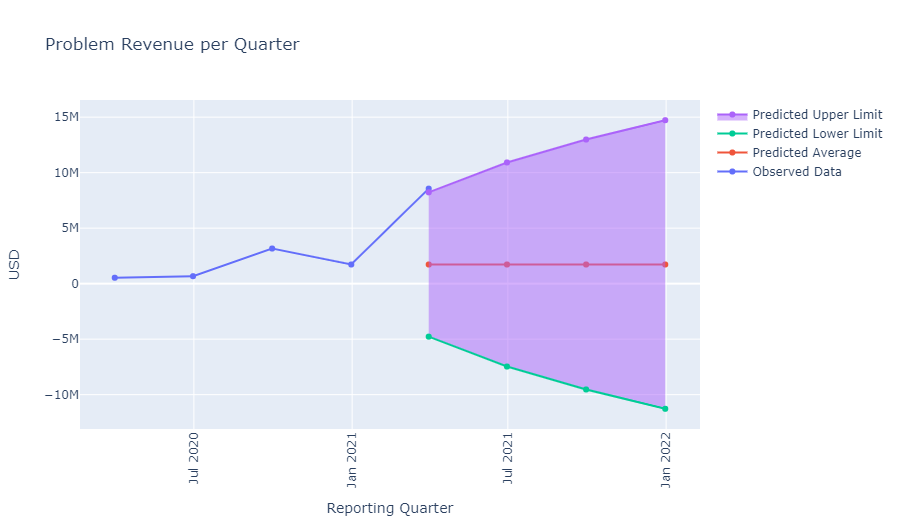 Problem Revenue per Quarter
15M
10M
5M
0
−5M
−10M
USD
Jul 2020
Jan 2021
Jul 2021
Jan 2022
Reporting Quarter
Predicted Upper Limit
Predicted Lower Limit
Predicted Average
Observed Data